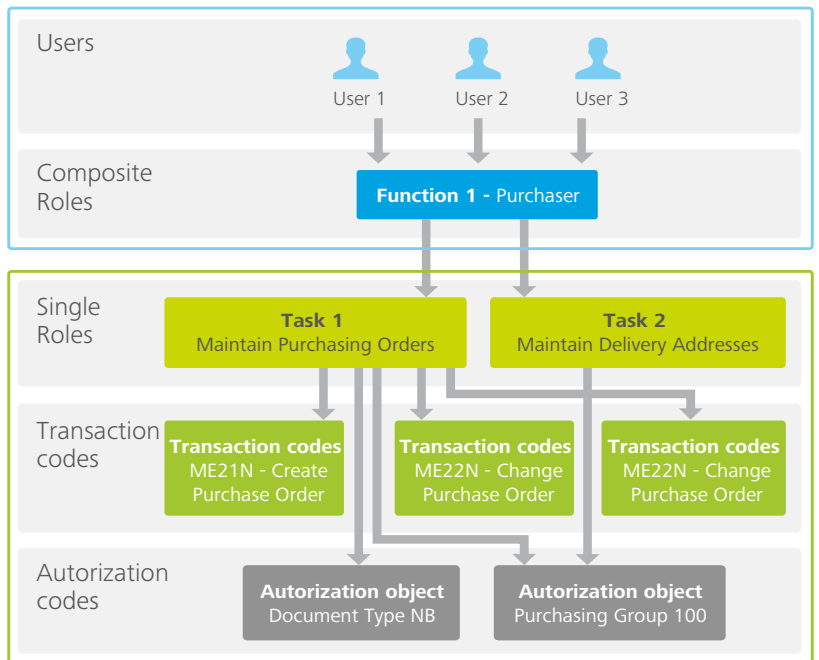 Users
User 1
User 2
User 3
Composite
Roles
Function 1 - Purchaser
Single
Roles
Task 1
Maintain Purchasing Orders
Task 2
Maintain Delivery Addresses
Transaction
codes
Transaction codes
ME21N - Create
Purchase Order
Transaction codes
ME22N - Change
Purchase Order
Transaction codes
ME22N - Change
Purchase Order
Autorization
codes
Autorization object
Document Type NB
Autorization object
Purchasing Group 100